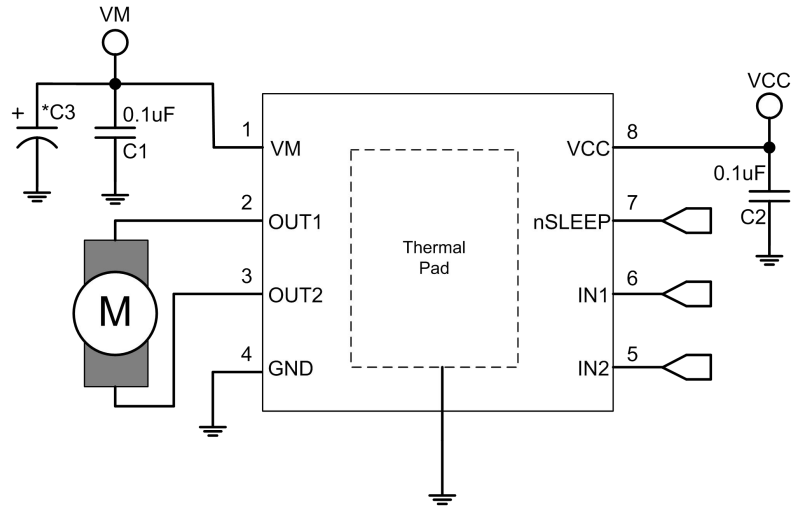 VM
+ *C3
0.1uF
C1
1
VM
2
OUT1
3
OUT2
4
GND
M
Thermal
Pad
VCC
8
VCC
0.1uF
C2
7
nSLEEP
6
IN1
5
IN2